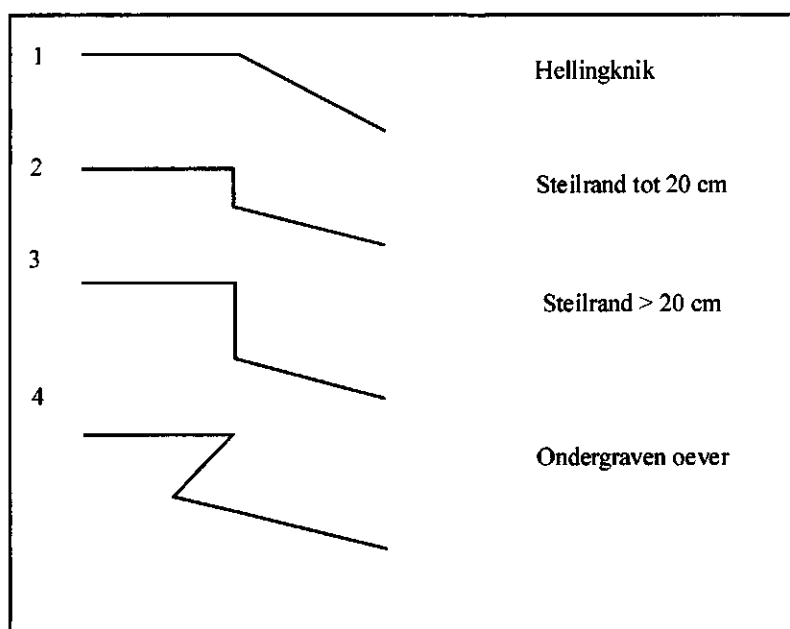 1 Hellingknik
2 Steilrand tot 20 cm
3 Steilrand > 20 cm
4 Ondergraven oever